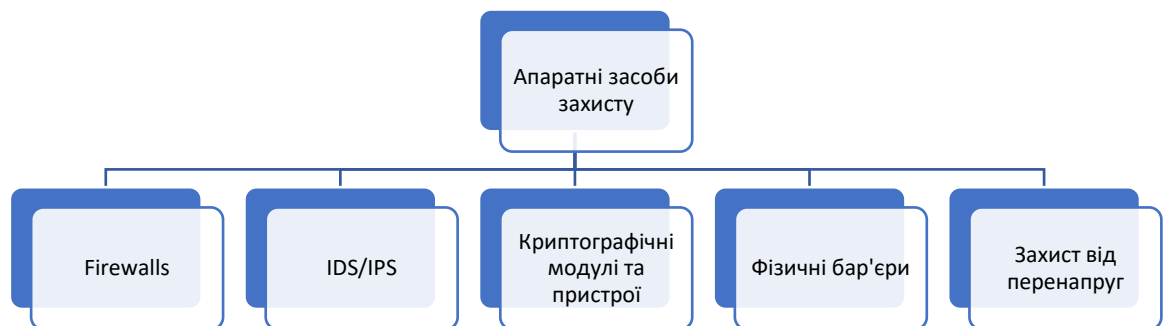 Апаратні засоби
захисту
Firewalls
IDS/IPS
Криптографічні
модулі та
пристрої
Фізичні бар'єри
Захист від
перенапруг